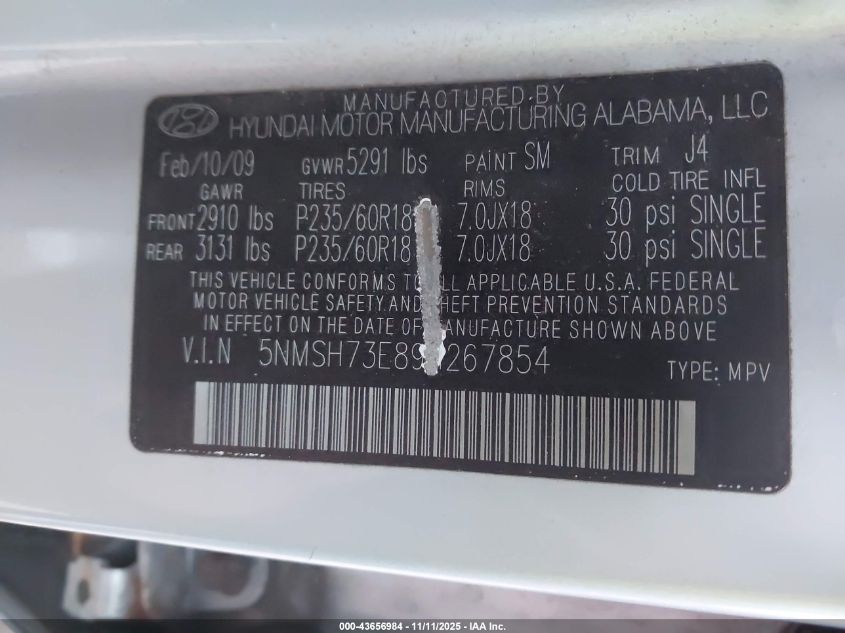 MANUFACTURED BY
HYUNDAI MOTOR MANUFACTURING ALABAMA, LLC
Feb/10/09 GVWR 5291 lbs PAINT SM TRIM J4
GAWR TIRES RIMS COLD TIRE INFL
FRONT 2910 lbs P235/60R18 7.0JX18 30 psi SINGLE
REAR 3131 lbs P235/60R18 7.0JX18 30 psi SINGLE
THIS VEHICLE CONFORMS TO ALL APPLICABLE U.S.A. FEDERAL
MOTOR VEHICLE SAFETY AND THEFT PREVENTION STANDARDS
IN EFFECT ON THE DATE OF MANUFACTURE SHOWN ABOVE
V.I.N
TYPE: MPV
000-43656984 - 11/11/2025 - IAA Inc.